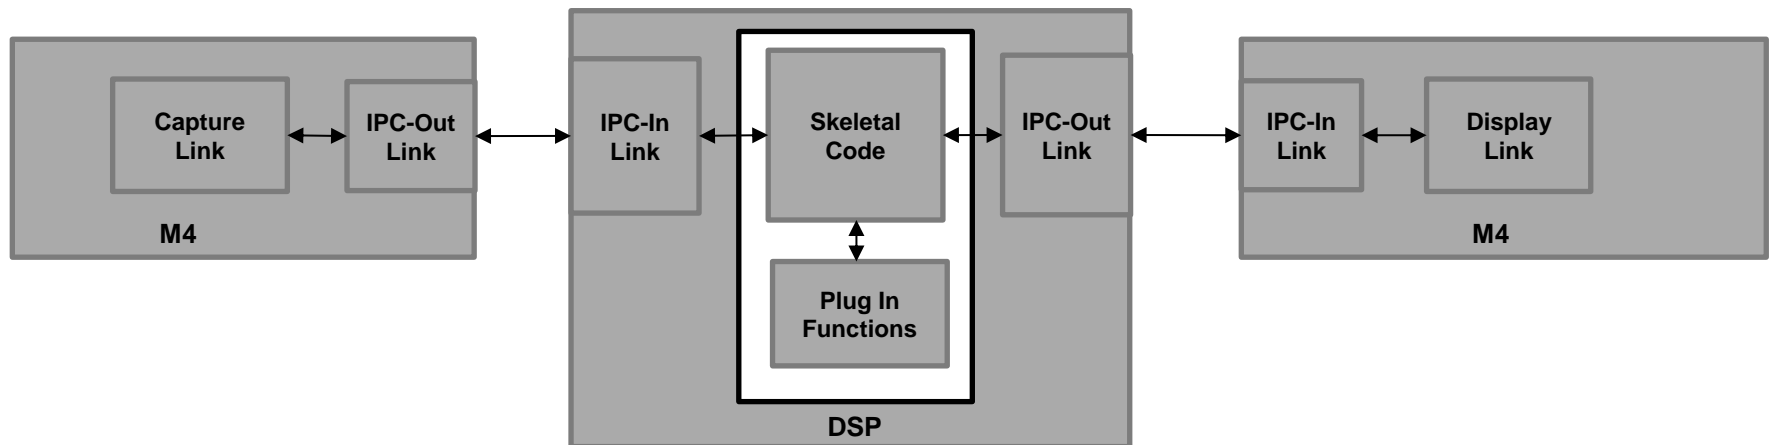 Capture
Link
IPC-Out
Link
M4
IPC-In
Link
Skeletal
Code
Plug In
Functions
IPC-Out
Link
DSP
IPC-In
Link
Display
Link
M4